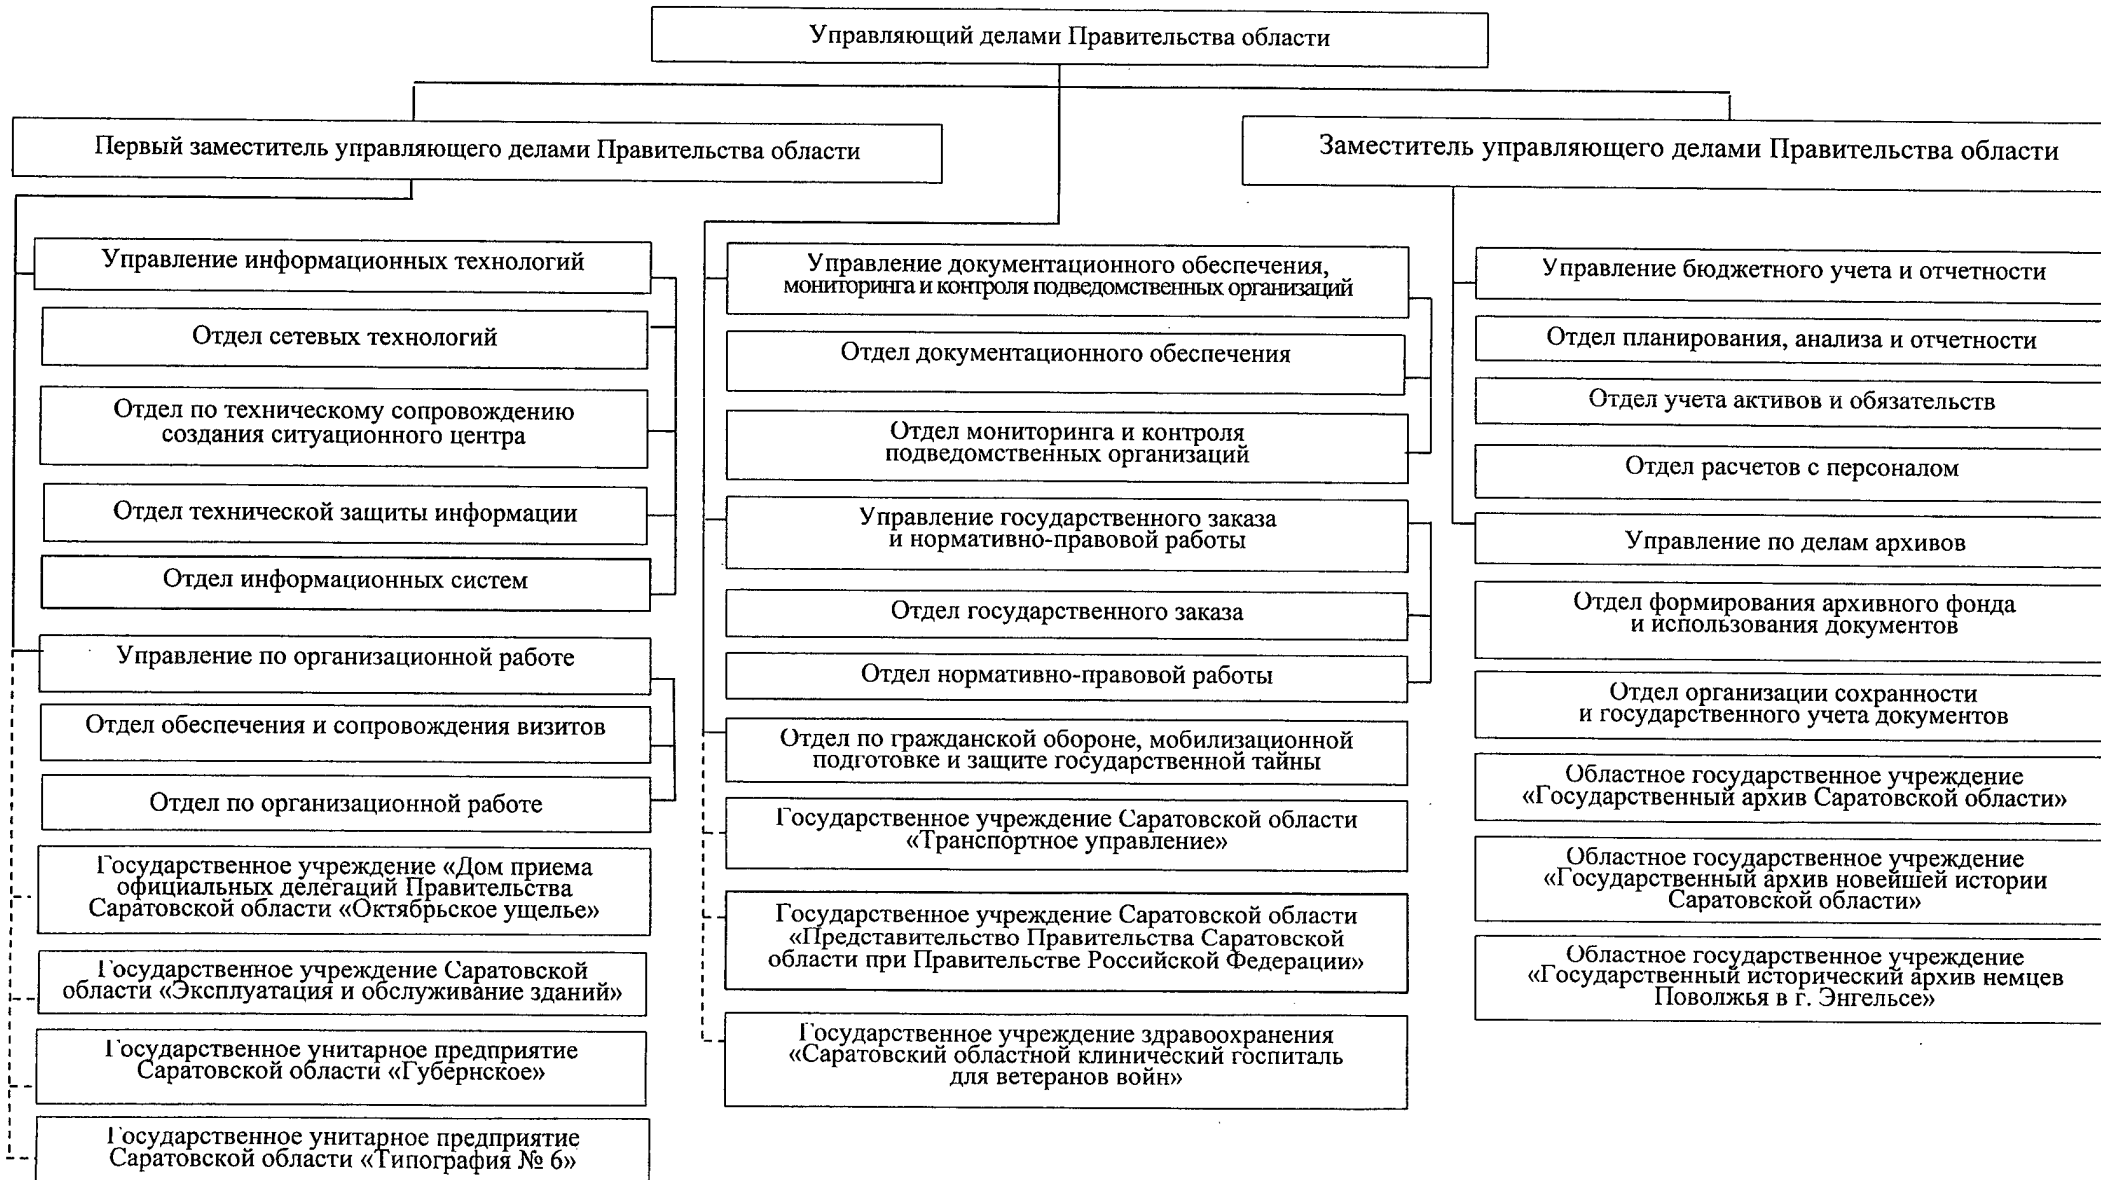 Управляющий делами Правительства области
Первый заместитель управляющего делами Правительства области
Заместитель управляющего делами Правительства области
Управление информационных технологий
Отдел сетевых технологий
Отдел по техническому сопровождению
создания ситуационного центра
Отдел технической защиты информации
Отдел информационных систем
Управление по организационной работе
Отдел обеспечения и сопровождения визитов
Отдел по организационной работе
Государственное учреждение «Дом приема
официальных делегаций Правительства
Саратовской области «Октябрьское ущелье»
Государственное учреждение Саратовской
области «Эксплуатация и обслуживание зданий»
Государственное унитарное предприятие
Саратовской области «Губернское»
Государственное унитарное предприятие
Саратовской области «Типография № 6»
Управление документационного обеспечения,
мониторинга и контроля подведомственных организаций
Отдел документационного обеспечения
Отдел мониторинга и контроля
подведомственных организаций
Управление государственного заказа
и нормативно-правовой работы
Отдел государственного заказа
Отдел нормативно-правовой работы
Отдел по гражданской обороне, мобилизационной
подготовке и защите государственной тайны
Государственное учреждение Саратовской области
«Транспортное управление»
Государственное учреждение Саратовской области
«Представительство Правительства Саратовской
области при Правительстве Российской Федерации»
Государственное учреждение здравоохранения
«Саратовский областной клинический госпиталь
для ветеранов войн»
Управление бюджетного учета и отчетности
Отдел планирования, анализа и отчетности
Отдел учета активов и обязательств
Отдел расчетов с персоналом
Управление по делам архивов
Отдел формирования архивного фонда
и использования документов
Отдел организации сохранности
и государственного учета документов
Областное государственное учреждение
«Государственный архив Саратовской области»
Областное государственное учреждение
«Государственный архив новейшей истории
Саратовской области»
Областное государственное учреждение
«Государственный исторический архив немцев
Поволжья в г. Энгельсе»